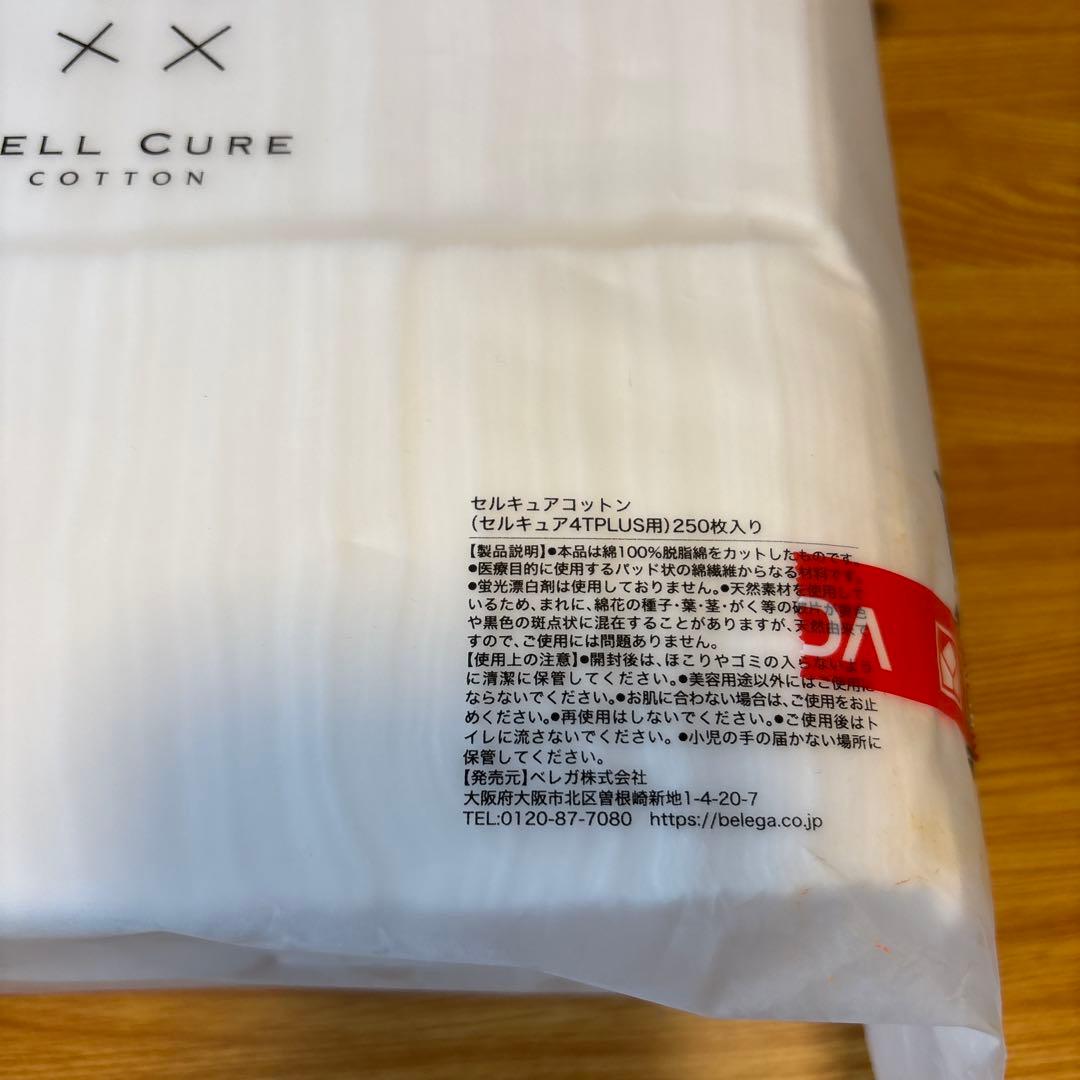 ELL CURE
COTTON
セルキュアコットン
(セルキュア4TPLUS用)250枚入り
【製品説明】●本品は綿100%脱脂綿をカットしたものです。
●医療目的に使用するパッド状の綿繊維からなる材料です。
●蛍光漂白剤は使用しておりません。●天然素材を使用して
いるため、まれに、綿花の種子・葉・茎・がく等の破片が黄色
や黒色の斑点状に混在することがありますが、天然由来で
すので、ご使用には問題ありません。
【使用上の注意】●開封後は、ほこりやゴミの入らないよう
に清潔に保管してください。●美容用途以外にはご使用に
ならないでください。●お肌に合わない場合は、ご使用をお止
めください。●再使用はしないでください。●ご使用後はト
イレに流さないでください。●小児の手の届かない場所に
保管してください。
【発売元】ベレガ株式会社
大阪府大阪市北区曽根崎新地1-4-20-7
TEL:0120-87-7080 https://belega.co.jp